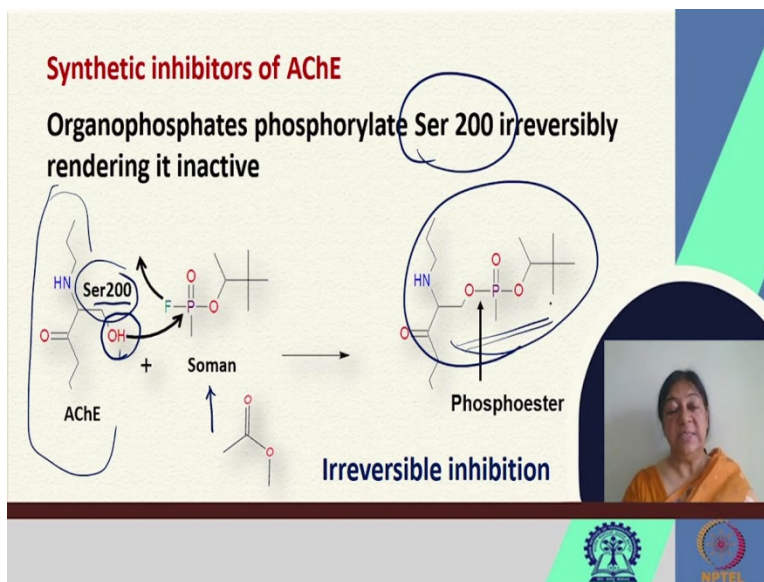 Synthetic inhibitors of AChE
Organophosphates phosphorylate Ser 200 irreversibly
rendering it inactive
HN
Ser200
O
OH
F
P
O
O
+
Soman
AChE
O
O
HN
O
O
P
O
O
Phosphoester
Irreversible inhibition
NPTEL